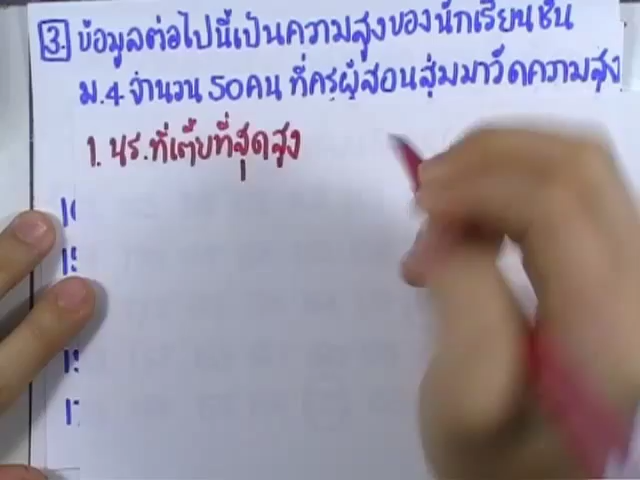 3. ข้อมูลต่อไปนี้เป็นความสูงของนักเรียนชั้น
ม.4 จำนวน 50 คน ที่ครูผู้สอนสุ่มมาวัดความสูง
1. นร.ที่เตี้ยที่สุดสูง